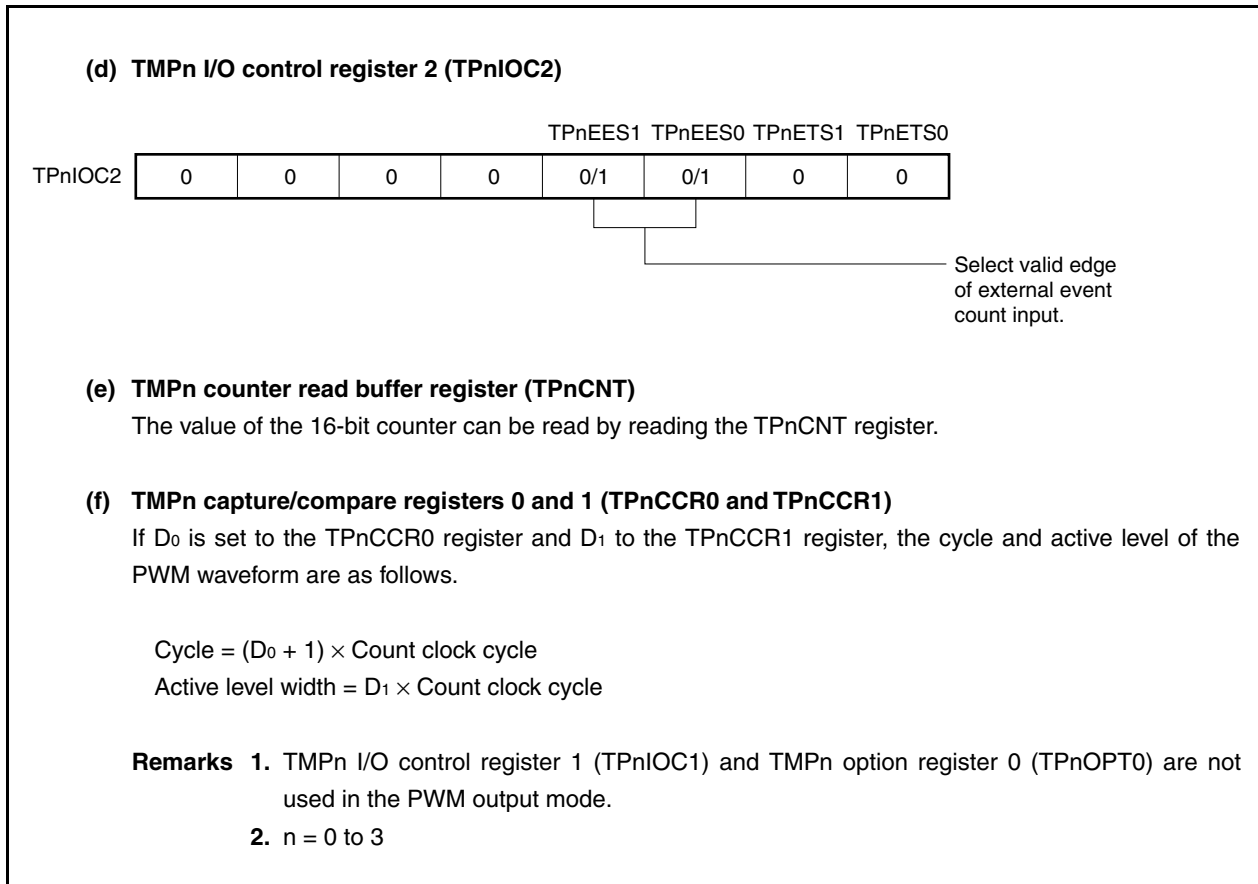 (d) TMPn I/O control register 2 (TPnIOC2)
TPnEES1 TPnEES0 TPnETS1 TPnETS0
TPnIOC2 0 0 0 0 0/1 0/1 0 0
Select valid edge
of external event
count input.
(e) TMPn counter read buffer register (TPnCNT)
The value of the 16-bit counter can be read by reading the TPnCNT register.
(f) TMPn capture/compare registers 0 and 1 (TPnCCR0 and TPnCCR1)
If D0 is set to the TPnCCR0 register and D1 to the TPnCCR1 register, the cycle and active level of the
PWM waveform are as follows.
Cycle = (D0 + 1) × Count clock cycle
Active level width = D1 × Count clock cycle
Remarks 1. TMPn I/O control register 1 (TPnIOC1) and TMPn option register 0 (TPnOPT0) are not
used in the PWM output mode.
2. n = 0 to 3